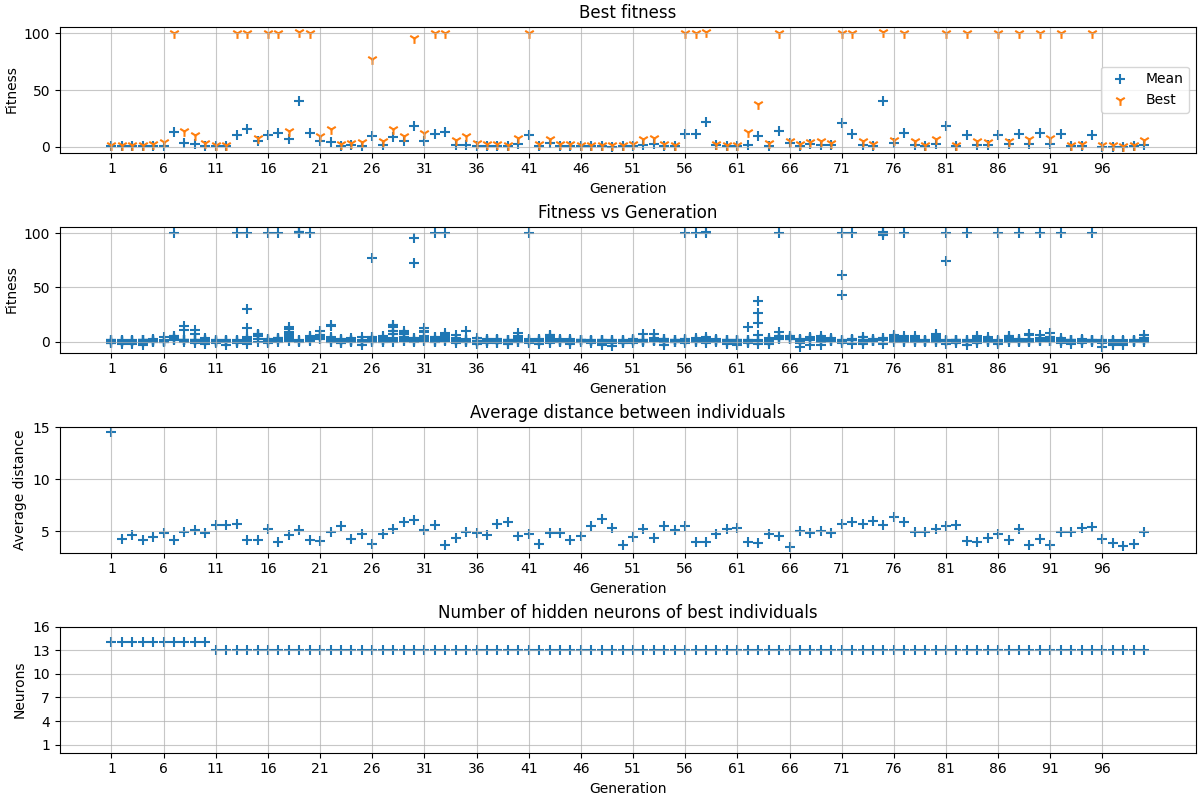 Best fitness
100
50
0
Fitness
Mean
Best
1 6 11 16 21 26 31 36 41 46 51 56 61 66 71 76 81 86 91 96
Generation
Fitness vs Generation
100
50
0
Fitness
1 6 11 16 21 26 31 36 41 46 51 56 61 66 71 76 81 86 91 96
Generation
Average distance between individuals
15
10
5
Average distance
1 6 11 16 21 26 31 36 41 46 51 56 61 66 71 76 81 86 91 96
Generation
Number of hidden neurons of best individuals
16
13
10
7
4
1
Neurons
1 6 11 16 21 26 31 36 41 46 51 56 61 66 71 76 81 86 91 96
Generation